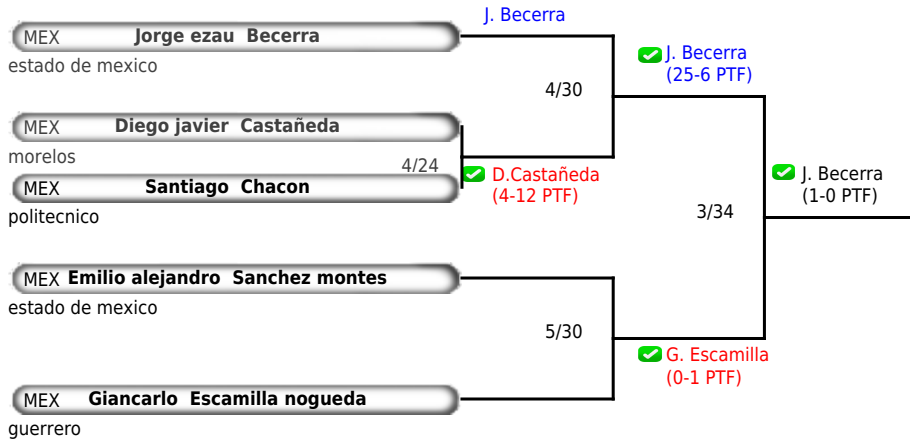 J. Becerra
MEX Jorge ezau Becerra
estado de mexico
J. Becerra
(25-6 PTF)
4/30
MEX Diego javier Castañeda
morelos
4/24
D.Castañeda
(4-12 PTF)
MEX Santiago Chacon
politecnico
J. Becerra
(1-0 PTF)
3/34
MEX Emilio alejandro Sanchez montes
estado de mexico
5/30
G. Escamilla
(0-1 PTF)
MEX Giancarlo Escamilla nogueda
guerrero